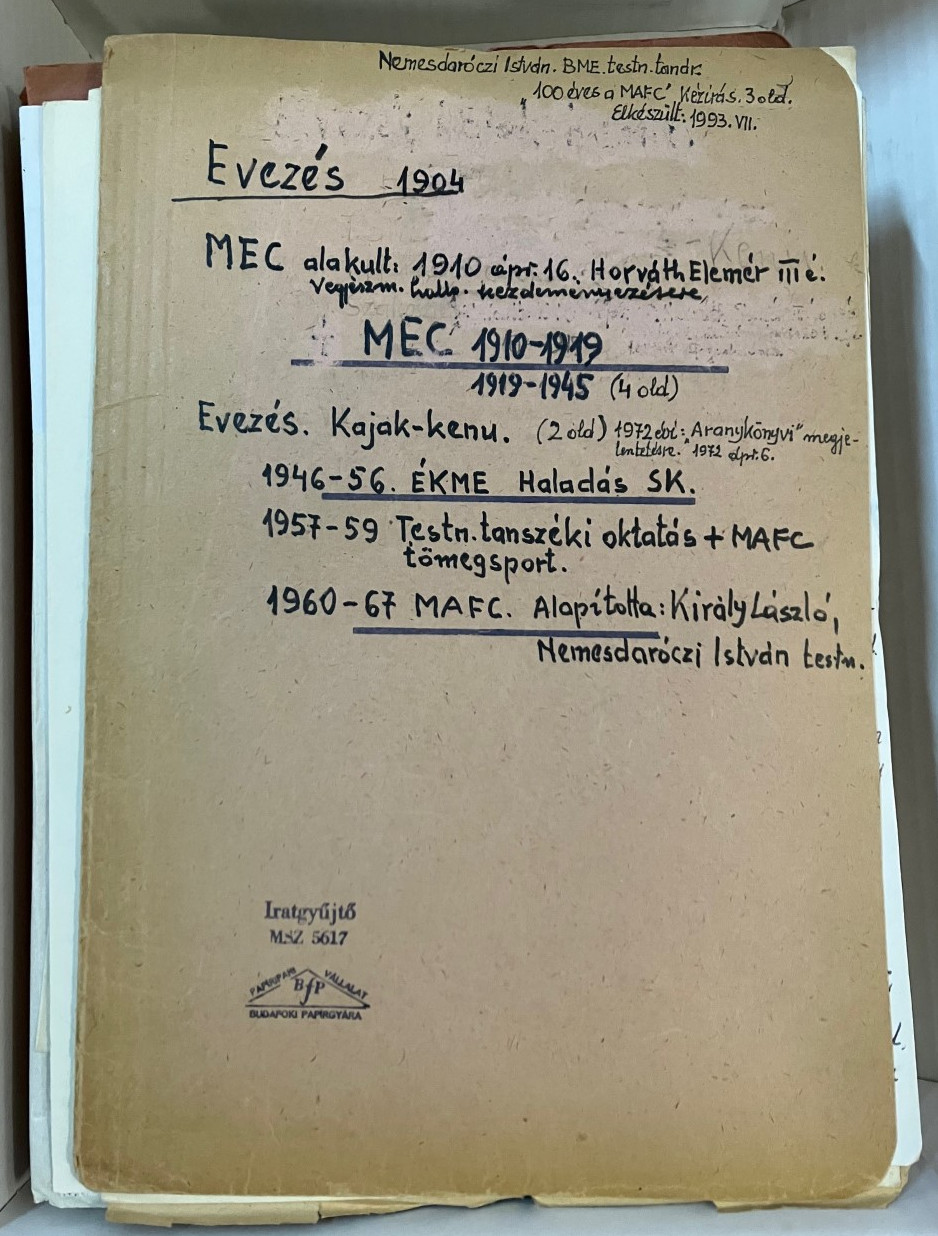 Nemesdaróczi István. BME. testn. tandr.
"100 éves a MAFC" Kézirás. 3 old.
Elkészült: 1993. VII.
Evezés 1904
MEC alakult: 1910 ápr. 16. Horváth Elemér III é.
Vegyészm. hallg. kezdeményezésére
MEC 1910-1919
1919-1945 (4 old)
Evezés. Kajak-kenu. (2 old) 1972 évi: "Aranykönyvi" megje-
lentetésre. 1972 ápr. 6.
1946-56. ÉKME Haladás SK.
1957-59 Testn. tanszéki oktatás + MAFC
tömegsport.
1960-67 MAFC. Alapította: Király László,
Nemesdaróczi István testn.
Iratgyűjtő
MSZ 5617
PAPÍRIPARI VÁLLALAT
BfP
BUDAFOKI PAPÍRGYÁRA